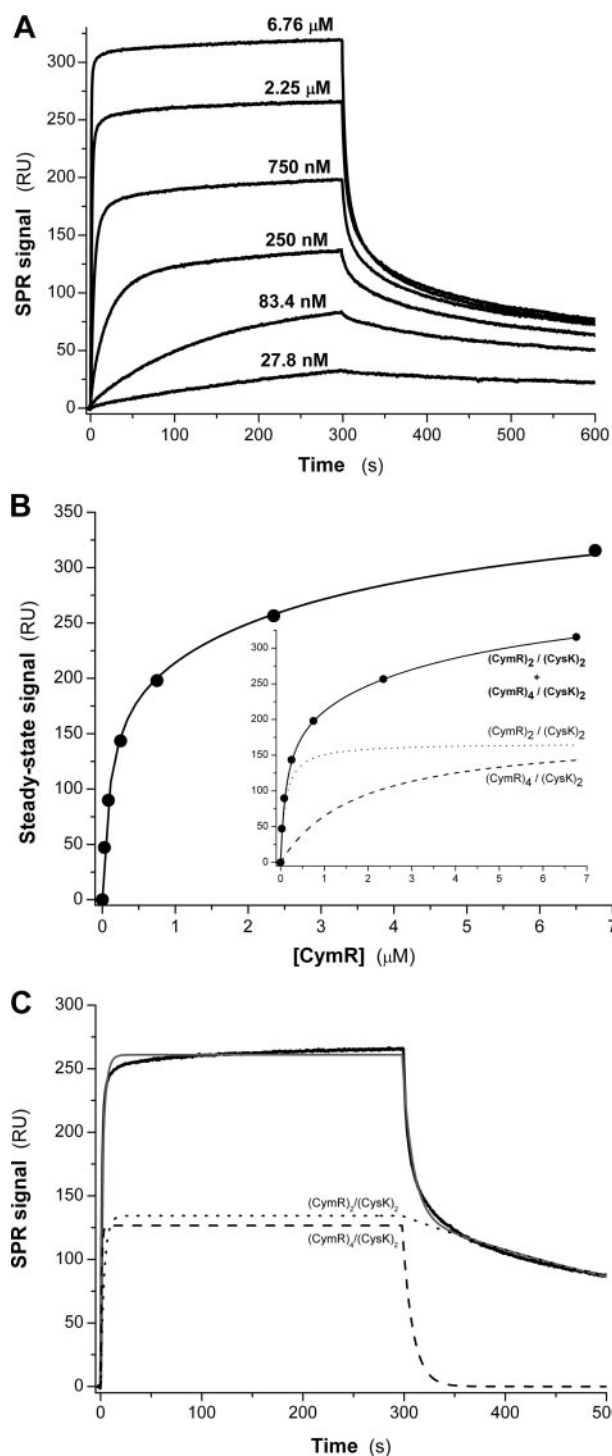 A
6.76 μM
2.25 μM
750 nM
250 nM
83.4 nM
27.8 nM
SPR signal (RU)
300
250
200
150
100
50
0
0 100 200 300 400 500 600
Time (s)
B
Steady-state signal (RU)
350
300
250
200
150
100
50
0
0 1 2 3 4 5 6 7
[CymR] (μM)
(CymR)2 / (CysK)2
+
(CymR)4 / (CysK)2
(CymR)2 / (CysK)2
(CymR)4 / (CysK)2
300
250
200
150
100
50
0
0 1 2 3 4 5 6 7
C
SPR signal (RU)
300
250
200
150
100
50
0
(CymR)2/(CysK)2
(CymR)4/(CysK)2
0 100 200 300 400 500
Time (s)